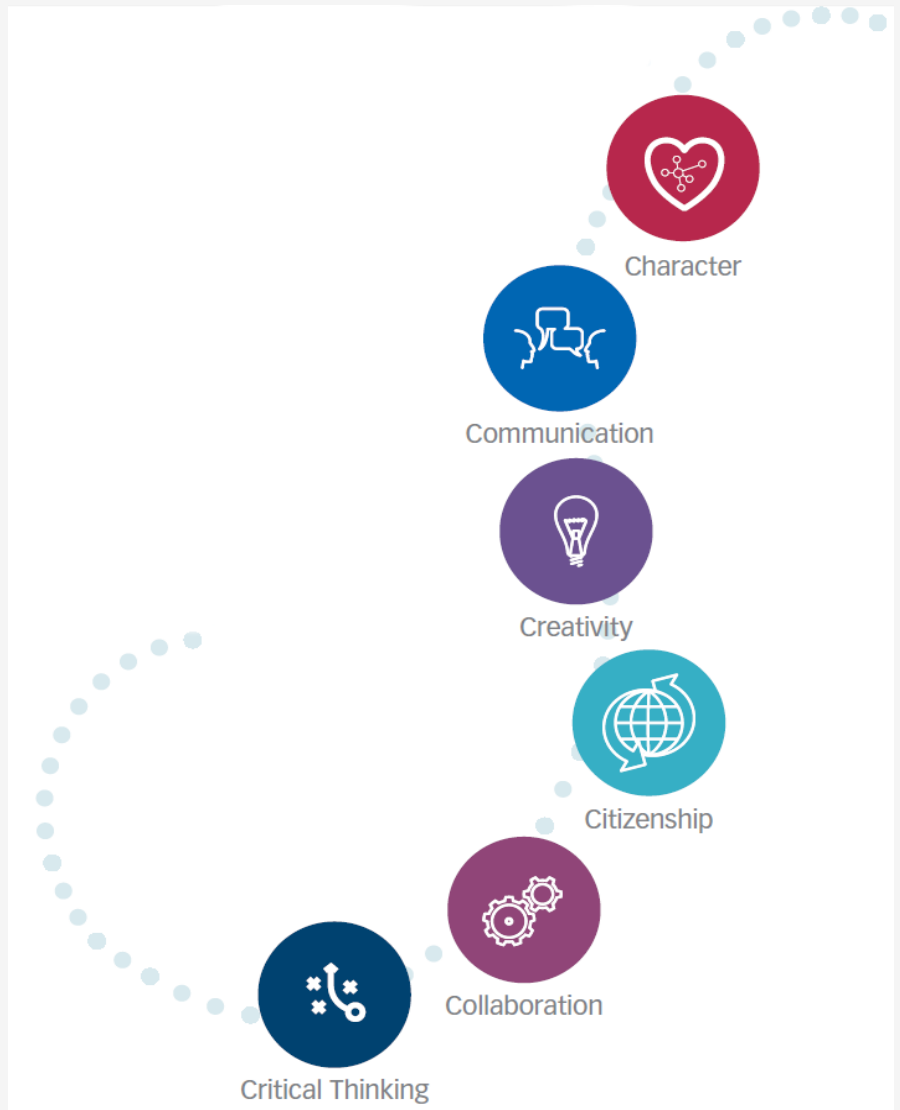 Character
Communication
Creativity
Citizenship
Collaboration
Critical Thinking